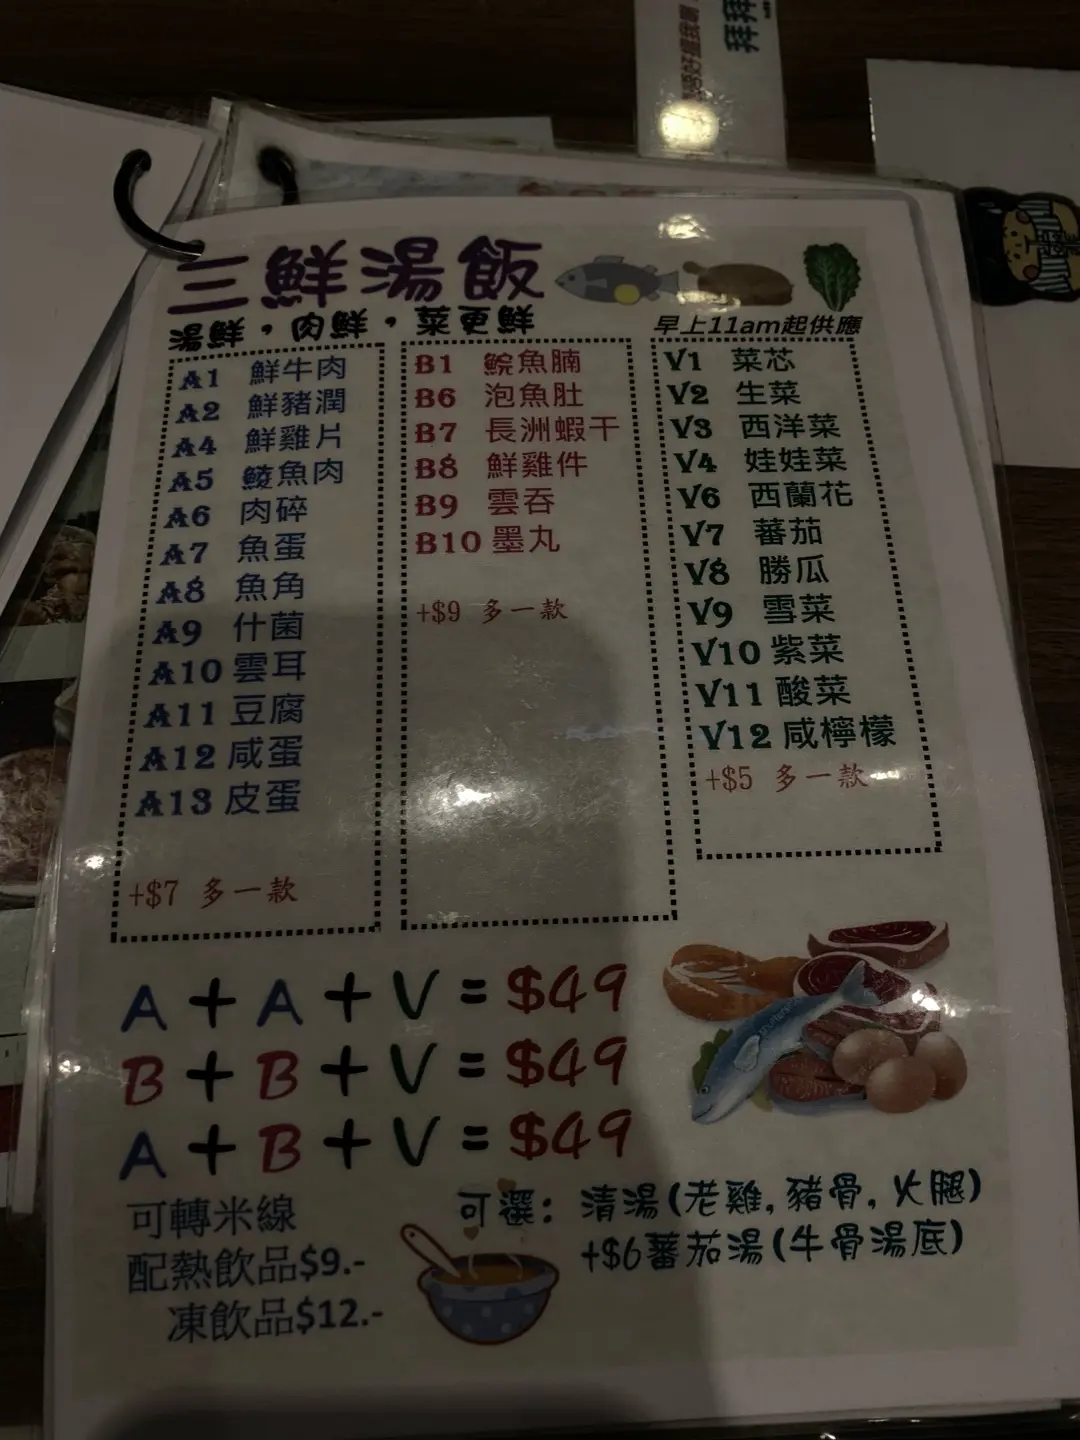 拜拜
三鮮湯飯
湯鮮，肉鮮，菜更鮮
早上11am起供應
A1 鮮牛肉
A2 鮮豬潤
A4 鮮雞片
A5 鯪魚肉
A6 肉碎
A7 魚蛋
A8 魚角
A9 什菌
A10 雲耳
A11 豆腐
A12 咸蛋
A13 皮蛋
+$7 多一款
B1 鯇魚腩
B6 泡魚肚
B7 長洲蝦干
B8 鮮雞件
B9 雲吞
B10 墨丸
+$9 多一款
V1 菜芯
V2 生菜
V3 西洋菜
V4 娃娃菜
V6 西蘭花
V7 蕃茄
V8 勝瓜
V9 雪菜
V10 紫菜
V11 酸菜
V12 咸檸檬
+$5 多一款
A + A + V = $49
B + B + V = $49
A + B + V = $49
可轉米線
配熱飲品$9.-
凍飲品$12.-
可選: 清湯(老雞, 豬骨, 火腿)
+$6蕃茄湯(牛骨湯底)